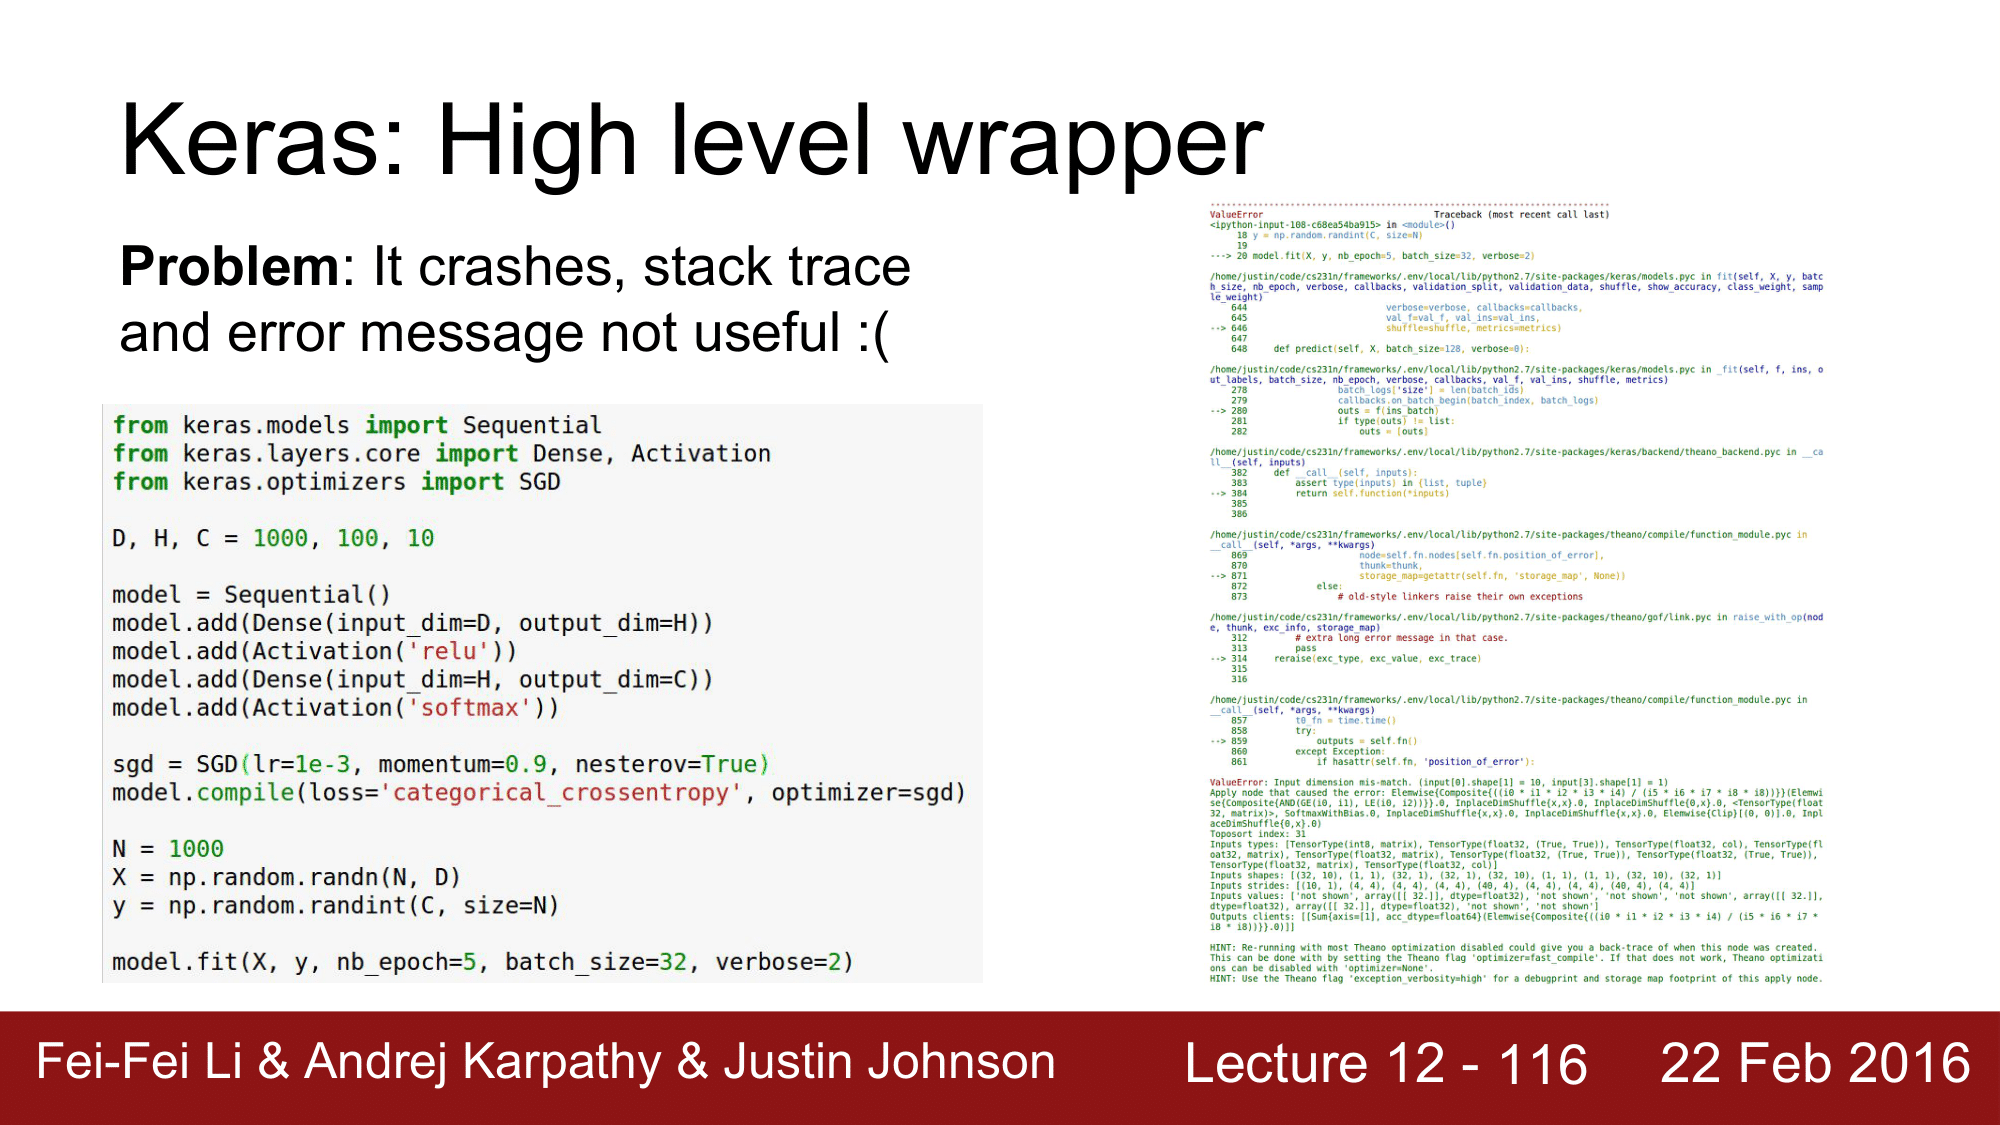 Keras: High level wrapper
Problem: It crashes, stack trace
and error message not useful :(
from keras.models import Sequential
from keras.layers.core import Dense, Activation
from keras.optimizers import SGD
D, H, C = 1000, 100, 10
model = Sequential()
model.add(Dense(input_dim=D, output_dim=H))
model.add(Activation('relu'))
model.add(Dense(input_dim=H, output_dim=C))
model.add(Activation('softmax'))
sgd = SGD(lr=1e-3, momentum=0.9, nesterov=True)
model.compile(loss='categorical_crossentropy', optimizer=sgd)
N = 1000
X = np.random.randn(N, D)
y = np.random.randint(C, size=N)
model.fit(X, y, nb_epoch=5, batch_size=32, verbose=2)
---------------------------------------------------------------------------
ValueError                                Traceback (most recent call last)
<ipython-input-108-c68ea54ba915> in <module>()
     18 y = np.random.randint(C, size=N)
     19
---> 20 model.fit(X, y, nb_epoch=5, batch_size=32, verbose=2)
/home/justin/code/cs231n/frameworks/.env/local/lib/python2.7/site-packages/keras/models.pyc in fit(self, X, y, batc
h_size, nb_epoch, verbose, callbacks, validation_split, validation_data, shuffle, show_accuracy, class_weight, samp
le_weight)
    644                          verbose=verbose, callbacks=callbacks,
    645                          val_f=val_f, val_ins=val_ins,
--> 646                          shuffle=shuffle, metrics=metrics)
    647
    648     def predict(self, X, batch_size=128, verbose=0):
/home/justin/code/cs231n/frameworks/.env/local/lib/python2.7/site-packages/keras/models.pyc in _fit(self, f, ins, o
ut_labels, batch_size, nb_epoch, verbose, callbacks, val_f, val_ins, shuffle, metrics)
    278                 batch_logs['size'] = len(batch_ids)
    279                 callbacks.on_batch_begin(batch_index, batch_logs)
--> 280                 outs = f(ins_batch)
    281                 if type(outs) != list:
    282                     outs = [outs]
/home/justin/code/cs231n/frameworks/.env/local/lib/python2.7/site-packages/keras/backend/theano_backend.pyc in __ca
ll__(self, inputs)
    382     def __call__(self, inputs):
    383         assert type(inputs) in {list, tuple}
--> 384         return self.function(*inputs)
    385
    386
/home/justin/code/cs231n/frameworks/.env/local/lib/python2.7/site-packages/theano/compile/function_module.pyc in
__call__(self, *args, **kwargs)
    869                     node=self.fn.nodes[self.fn.position_of_error],
    870                     thunk=thunk,
--> 871                     storage_map=getattr(self.fn, 'storage_map', None))
    872             else:
    873                 # old-style linkers raise their own exceptions
/home/justin/code/cs231n/frameworks/.env/local/lib/python2.7/site-packages/theano/gof/link.pyc in raise_with_op(nod
e, thunk, exc_info, storage_map)
    312         # extra long error message in that case.
    313         pass
--> 314     reraise(exc_type, exc_value, exc_trace)
    315
    316
/home/justin/code/cs231n/frameworks/.env/local/lib/python2.7/site-packages/theano/compile/function_module.pyc in
__call__(self, *args, **kwargs)
    857         t0_fn = time.time()
    858         try:
--> 859             outputs = self.fn()
    860         except Exception:
    861             if hasattr(self.fn, 'position_of_error'):
ValueError: Input dimension mis-match. (input[0].shape[1] = 10, input[3].shape[1] = 1)
Apply node that caused the error: Elemwise{Composite{((i0 * i1 * i2 * i3 * i4) / (i5 * i6 * i7 * i8 * i8))}}(Elemwi
se{Composite{AND(GE(i0, i1), LE(i0, i2))}}.0, InplaceDimShuffle{x,x}.0, InplaceDimShuffle{0,x}.0, <TensorType(float
32, matrix)>, SoftmaxWithBias.0, InplaceDimShuffle{x,x}.0, InplaceDimShuffle{x,x}.0, Elemwise{Clip}[(0, 0)].0, Inpl
aceDimShuffle{0,x}.0)
Toposort index: 31
Inputs types: [TensorType(int8, matrix), TensorType(float32, (True, True)), TensorType(float32, col), TensorType(fl
oat32, matrix), TensorType(float32, matrix), TensorType(float32, (True, True)), TensorType(float32, (True, True)),
TensorType(float32, matrix), TensorType(float32, col)]
Inputs shapes: [(32, 10), (1, 1), (32, 1), (32, 1), (32, 10), (1, 1), (1, 1), (32, 10), (32, 1)]
Inputs strides: [(10, 1), (4, 4), (4, 4), (4, 4), (40, 4), (4, 4), (4, 4), (40, 4), (4, 4)]
Inputs values: ['not shown', array([[ 32.]], dtype=float32), 'not shown', 'not shown', 'not shown', array([[ 32.]],
dtype=float32), array([[ 32.]], dtype=float32), 'not shown', 'not shown']
Outputs clients: [[Sum{axis=[1], acc_dtype=float64}(Elemwise{Composite{((i0 * i1 * i2 * i3 * i4) / (i5 * i6 * i7 *
i8 * i8))}}.0)]]
HINT: Re-running with most Theano optimization disabled could give you a back-trace of when this node was created.
This can be done with by setting the Theano flag 'optimizer=fast_compile'. If that does not work, Theano optimizati
ons can be disabled with 'optimizer=None'.
HINT: Use the Theano flag 'exception_verbosity=high' for a debugprint and storage map footprint of this apply node.
Fei-Fei Li & Andrej Karpathy & Justin Johnson
Lecture 12 - 116
22 Feb 2016